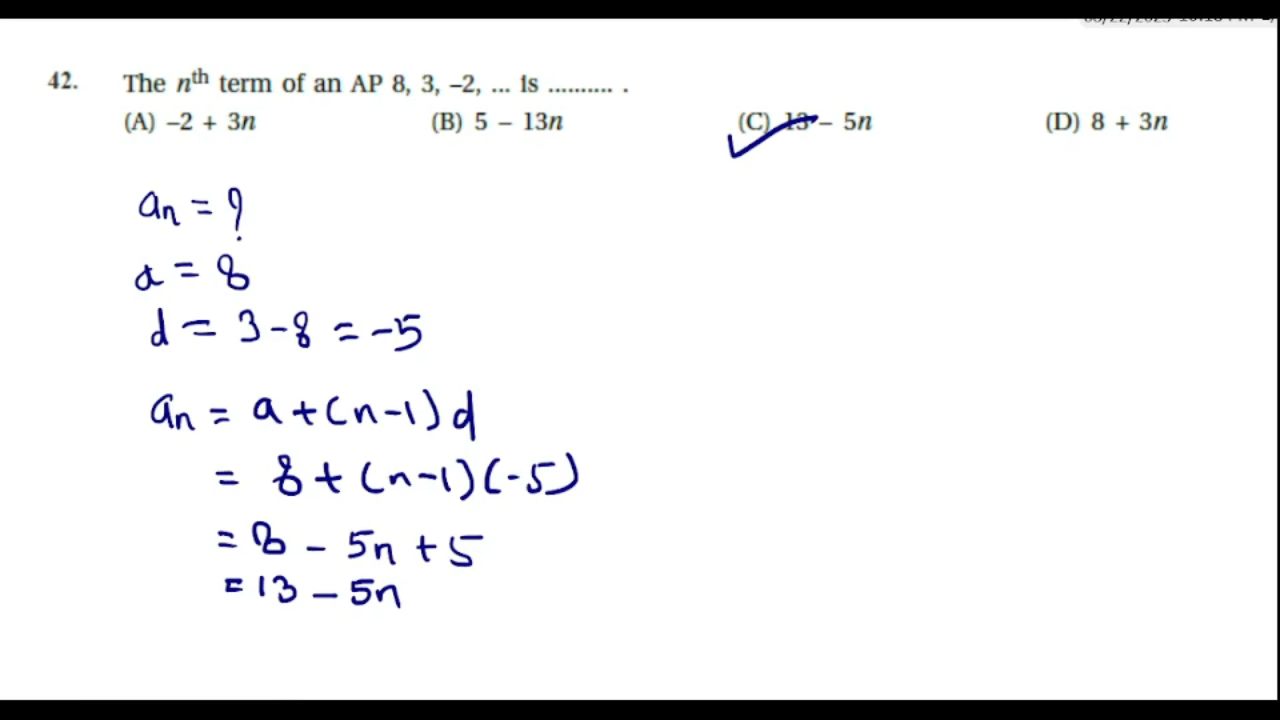 42. The nth term of an AP 8, 3, –2, ... is .......... .
(A) –2 + 3n (B) 5 – 13n (C) 13 – 5n (D) 8 + 3n
an = ?
a = 8
d = 3 - 8 = -5
an = a + (n-1) d
= 8 + (n-1) (-5)
= 8 - 5n + 5
= 13 - 5n